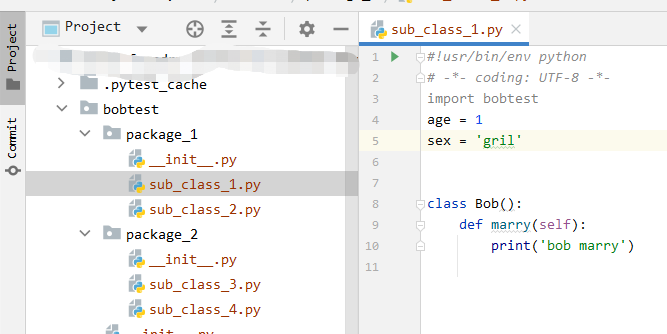 Project
Commit
Project
.pytest_cache
bobtest
package_1
__init__.py
sub_class_1.py
sub_class_2.py
package_2
__init__.py
sub_class_3.py
sub_class_4.py
__init__.py
sub_class_1.py
1 #!usr/bin/env python
2 # -*- coding: UTF-8 -*-
3 import bobtest
4 age = 1
5 sex = 'gril'
6
7
8 class Bob():
9 def marry(self):
10 print('bob marry')
11